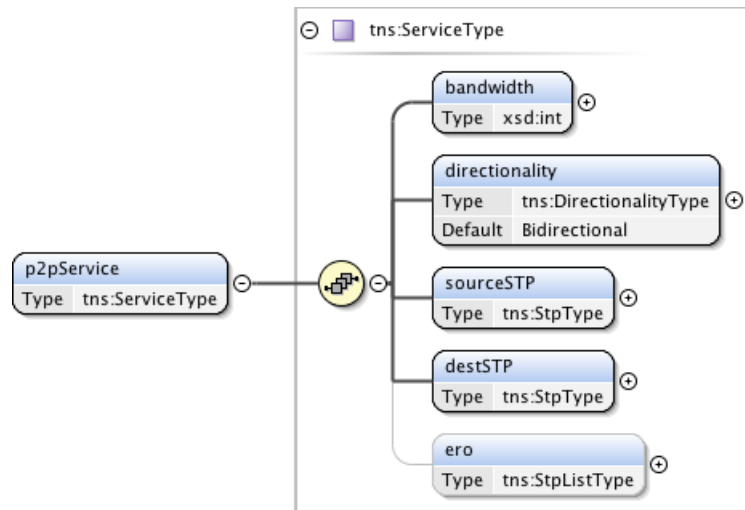 tns:ServiceType
bandwidth
Type xsd:int
directionality
Type tns:DirectionalityType
Default Bidirectional
p2pService
Type tns:ServiceType
sourceSTP
Type tns:StpType
destSTP
Type tns:StpType
ero
Type tns:StpListType